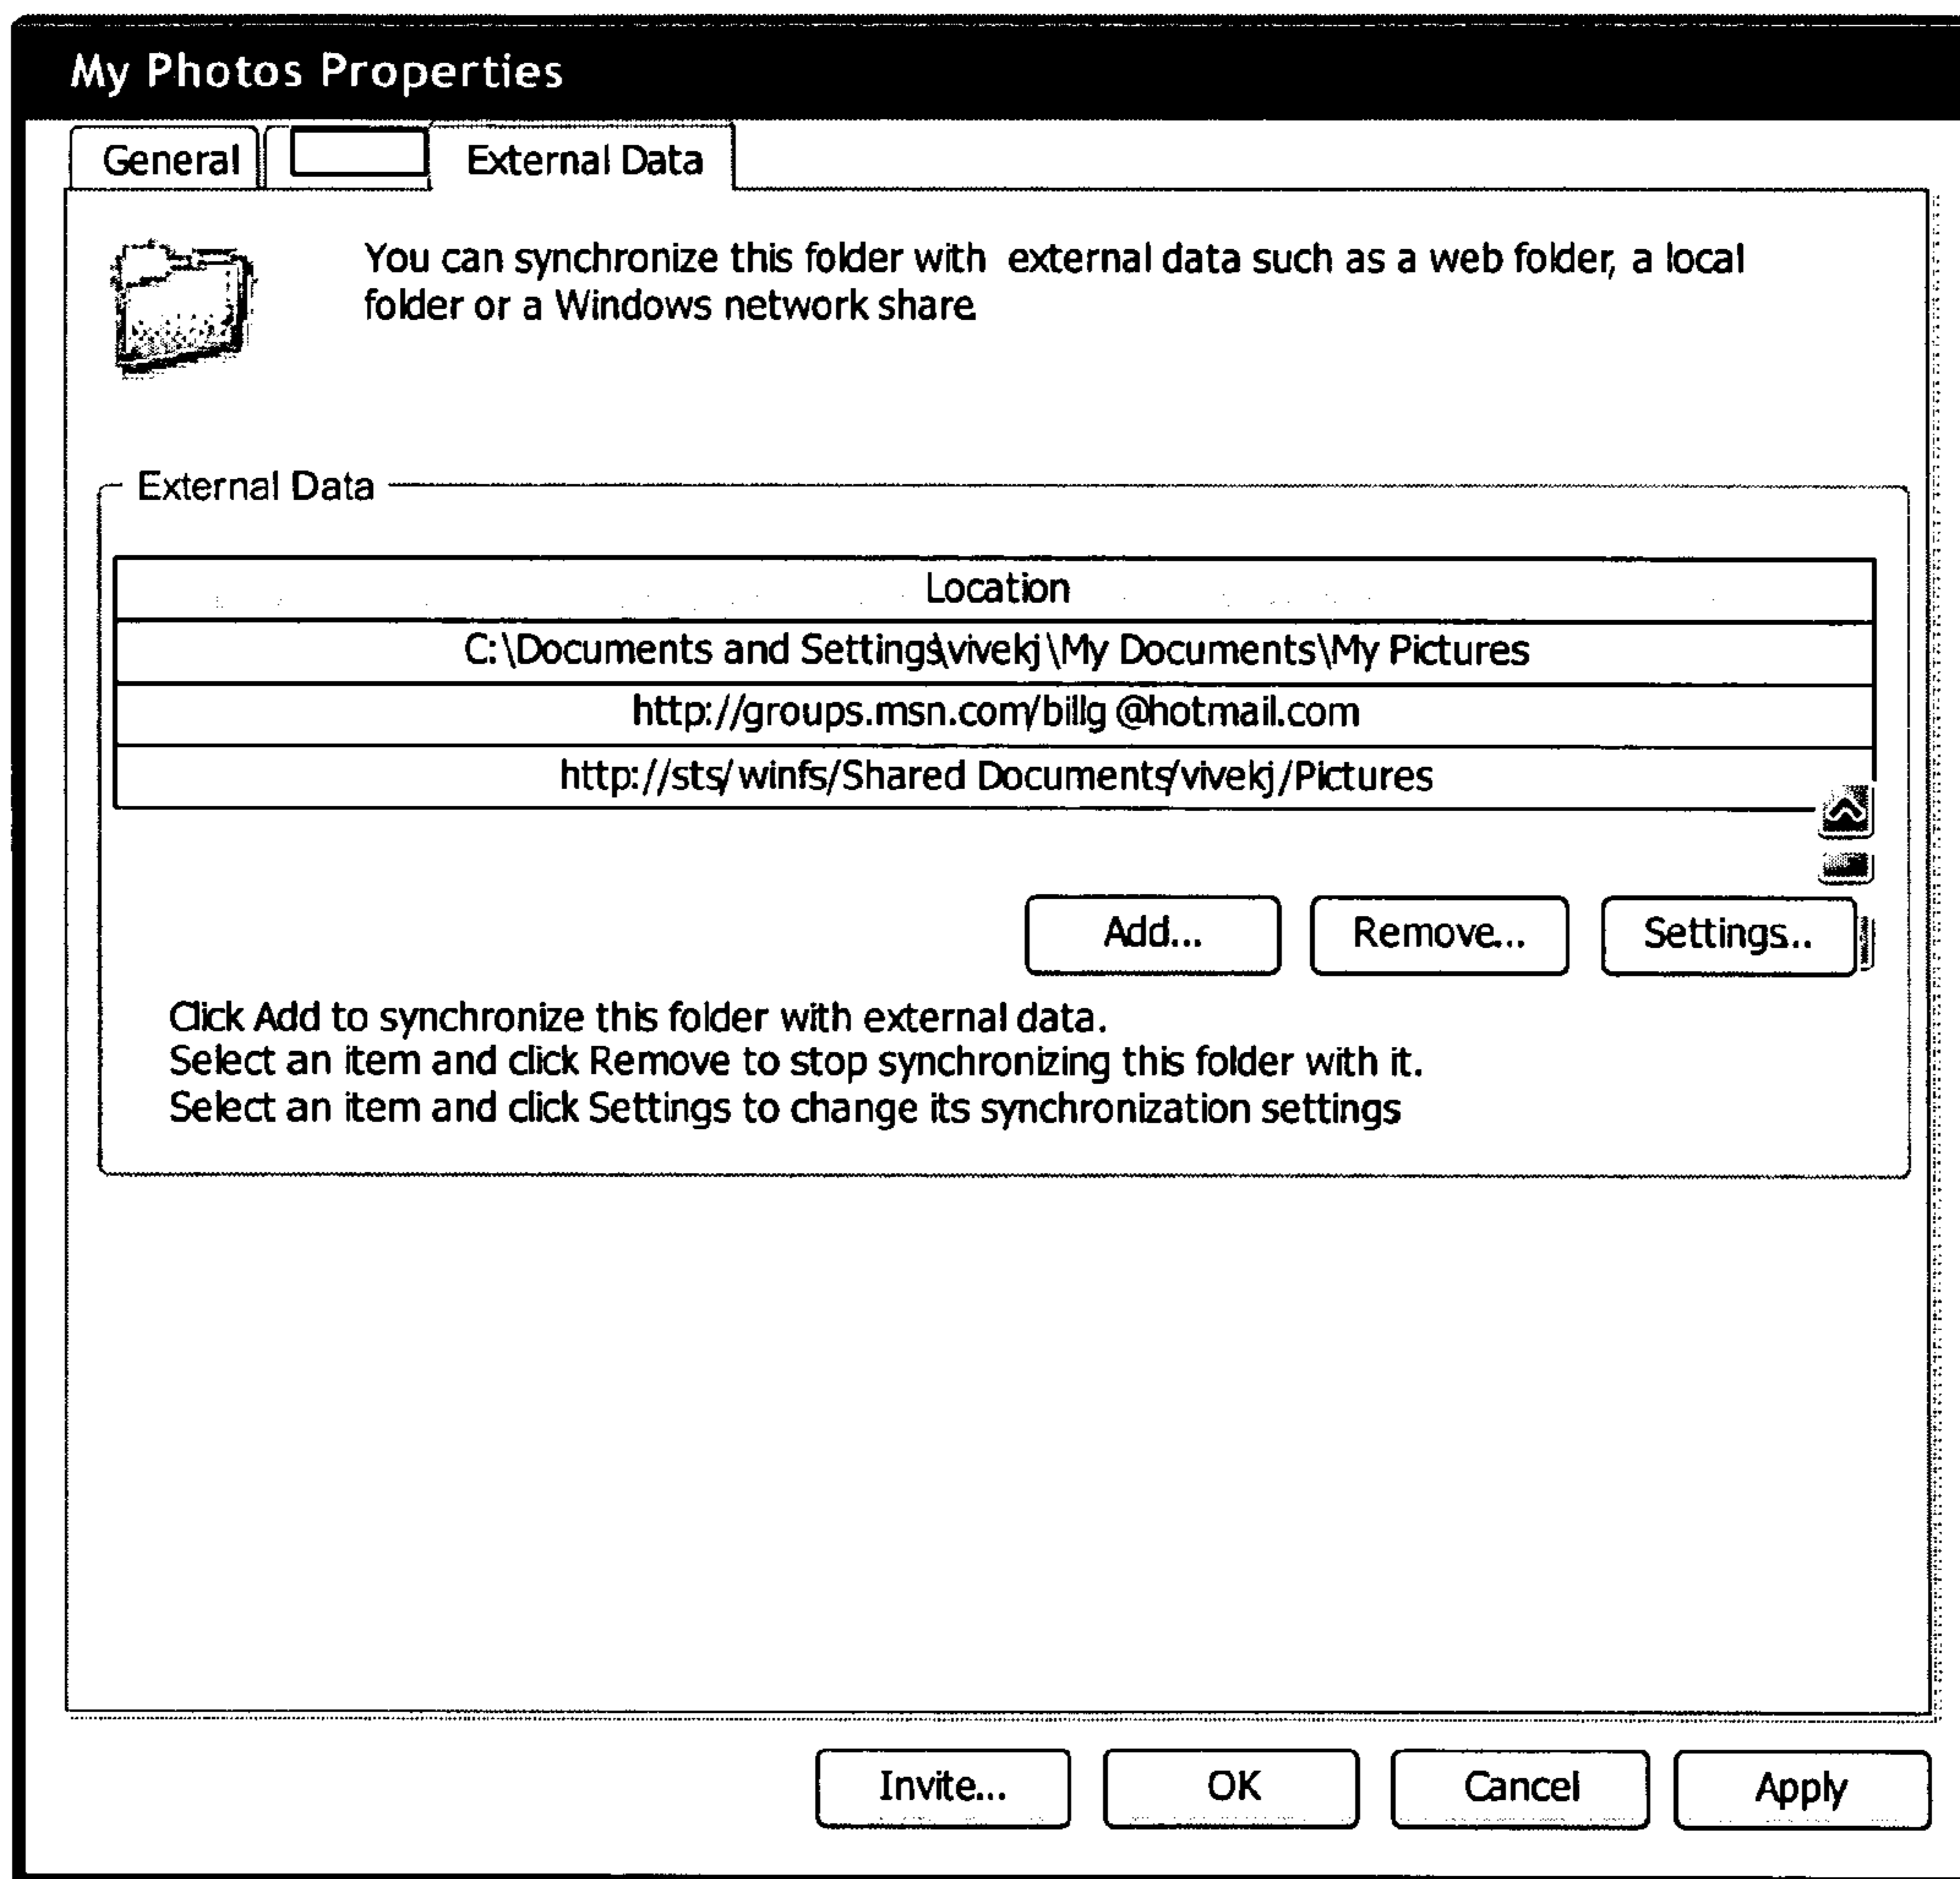 My Photos Properties
General
External Data
You can synchronize this folder with external data such as a web folder, a local
folder or a Windows network share.
External Data
Location
C:\Documents and Settings\vivekj\My Documents\My Pictures
http://groups.msn.com/billg@hotmail.com
http://sts/winfs/Shared Documents/vivekj/Pictures
Add...
Remove...
Settings...
Click Add to synchronize this folder with external data.
Select an item and click Remove to stop synchronizing this folder with it.
Select an item and click Settings to change its synchronization settings
Invite...
OK
Cancel
Apply